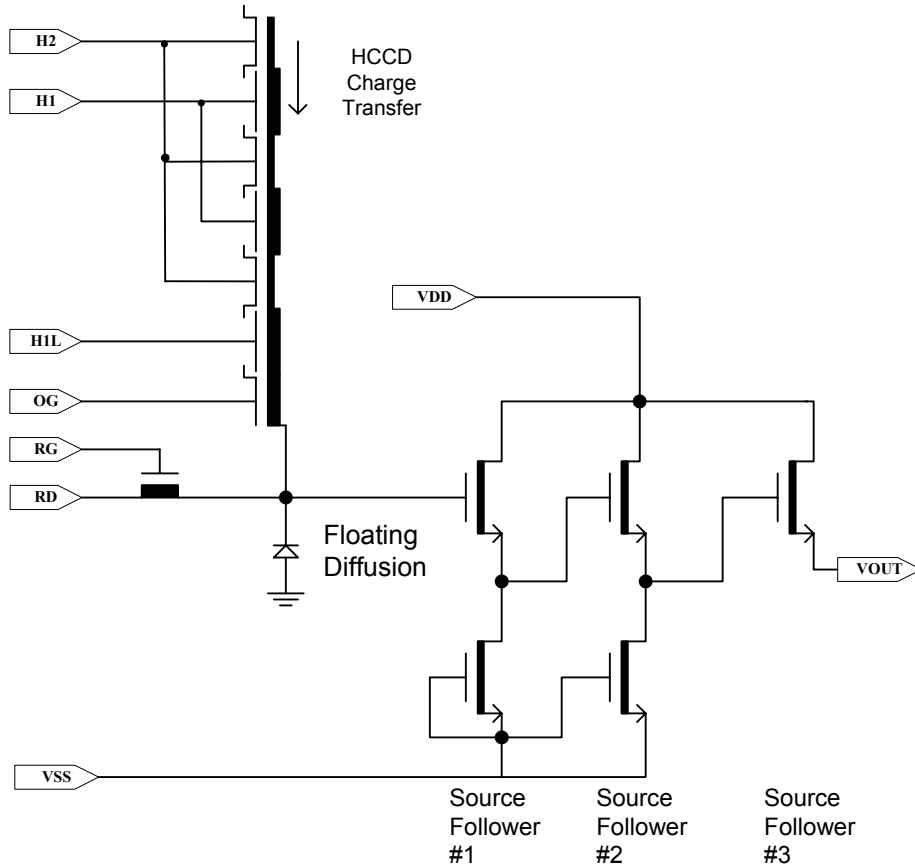 H2
HCCD
Charge
Transfer
H1
VDD
H1L
OG
RG
RD
Floating
Diffusion
VOUT
VSS
Source
Follower
#1
Source
Follower
#2
Source
Follower
#3